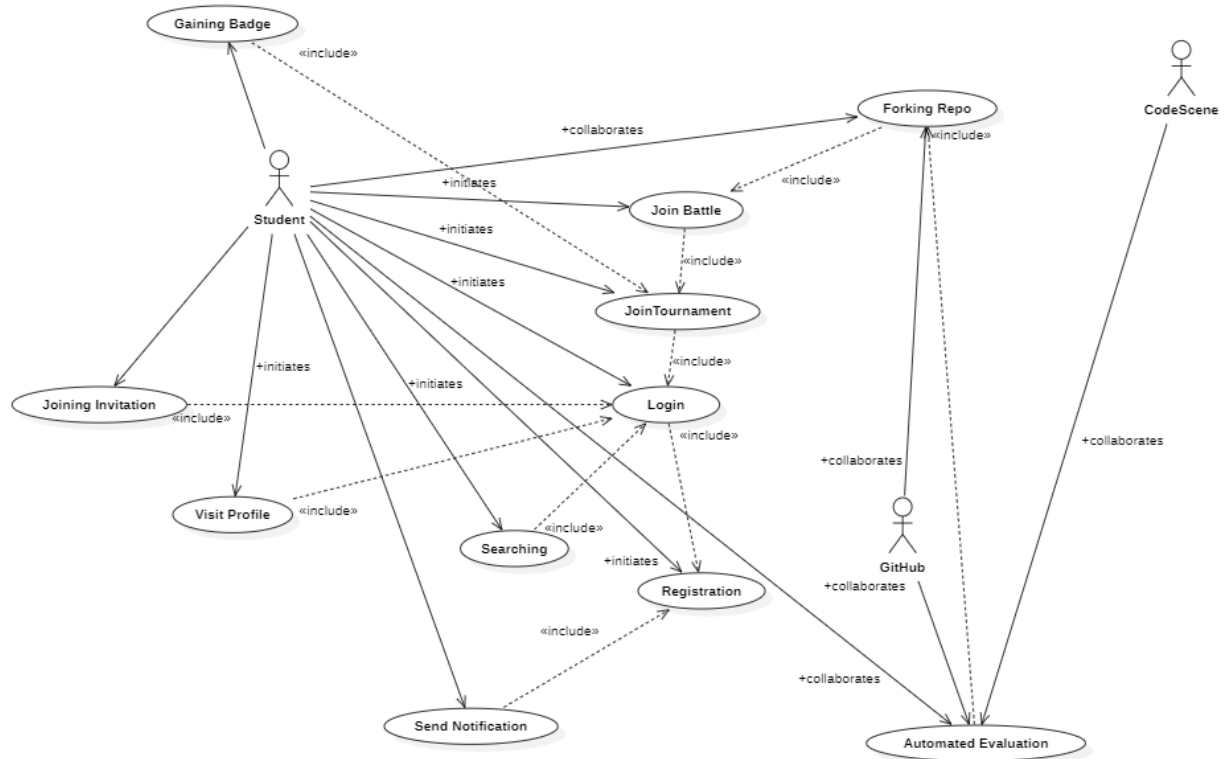 Gaining Badge
«include»
CodeScene
Forking Repo
+collaborates
«include»
«include»
+initiates
Join Battle
Student
+initiates
«include»
+initiates
JoinTournament
«include»
+initiates
+initiates
Joining Invitation
«include»
Login
«include»
+collaborates
+collaborates
Visit Profile
«include»
«include»
Searching
+initiates
GitHub
+collaborates
Registration
«include»
+collaborates
Send Notification
Automated Evaluation